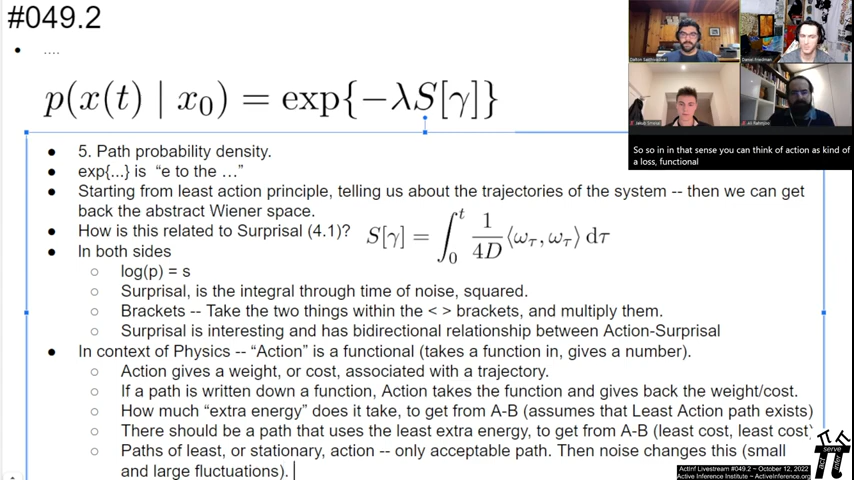 #049.2
....
p(x(t) | x₀) = exp{−λS[γ]}
So so in in that sense you can think of action as kind of
a loss, functional
5. Path probability density.
exp{...} is "e to the ..."
Starting from least action principle, telling us about the trajectories of the system -- then we can get
back the abstract Wiener space.
How is this related to Surprisal (4.1)? S[γ] = ∫₀ᵗ 1/4D ⟨ωτ, ωτ⟩ dτ
In both sides
log(p) = s
Surprisal, is the integral through time of noise, squared.
Brackets -- Take the two things within the < > brackets, and multiply them.
Surprisal is interesting and has bidirectional relationship between Action-Surprisal
In context of Physics -- "Action" is a functional (takes a function in, gives a number).
Action gives a weight, or cost, associated with a trajectory.
If a path is written down a function, Action takes the function and gives back the weight/cost.
How much "extra energy" does it take, to get from A-B (assumes that Least Action path exists)
There should be a path that uses the least extra energy, to get from A-B (least cost, least cost)
Paths of least, or stationary, action -- only acceptable path. Then noise changes this (small
and large fluctuations).
Daniel Friedman
serve
act
infer
ActInf Livestream #049.2 ~ October 12, 2022
Active Inference Institute ~ ActiveInference.org